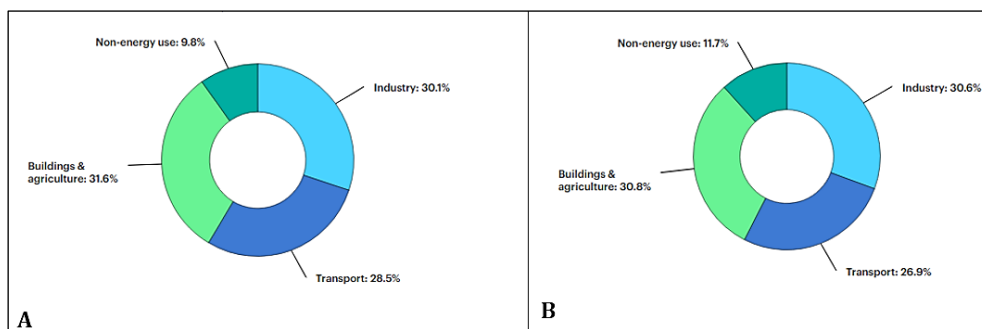 Non-energy use: 9.8%
Industry: 30.1%
Buildings &
agriculture: 31.6%
Transport: 28.5%
A
Non-energy use: 11.7%
Industry: 30.6%
Buildings &
agriculture: 30.8%
Transport: 26.9%
B